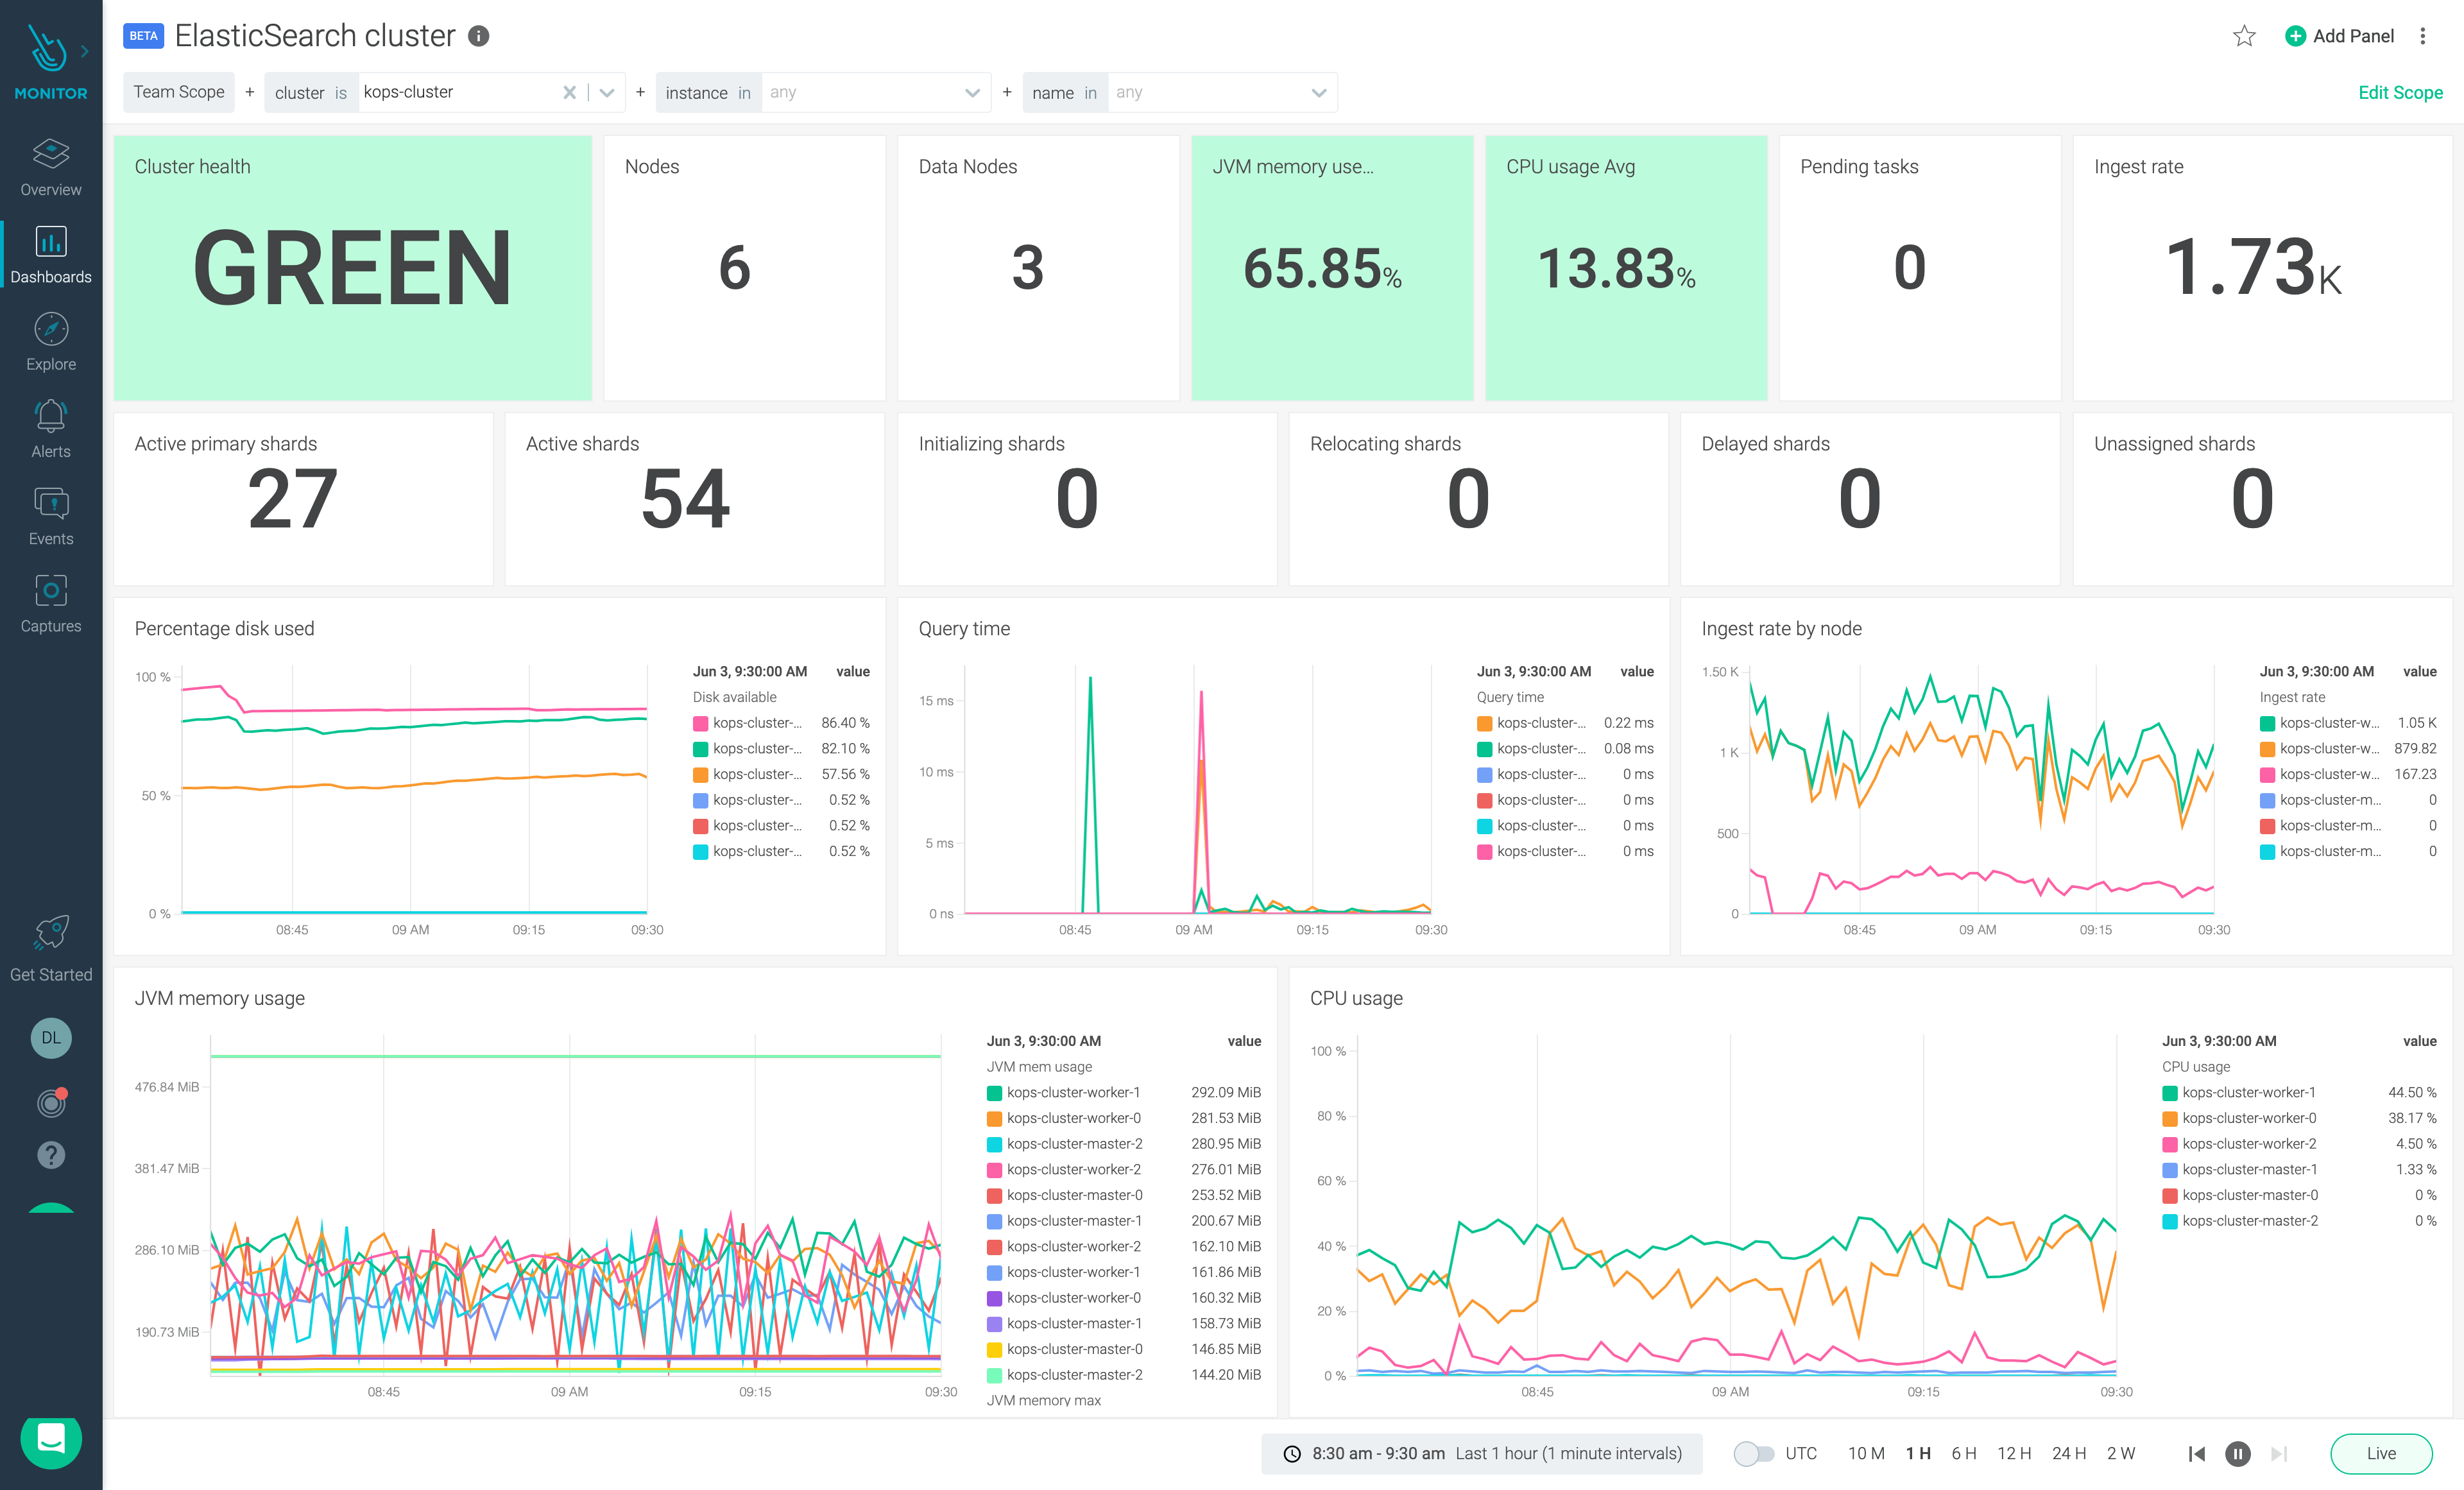 MONITOR
Overview
Dashboards
Explore
Alerts
Events
Captures
Get Started
DL
BETA ElasticSearch cluster
Add Panel
Team Scope + cluster is kops-cluster + instance in any + name in any
Edit Scope
Cluster health
GREEN
Nodes
6
Data Nodes
3
JVM memory use...
65.85%
CPU usage Avg
13.83%
Pending tasks
0
Ingest rate
1.73K
Active primary shards
27
Active shards
54
Initializing shards
0
Relocating shards
0
Delayed shards
0
Unassigned shards
0
Percentage disk used
100 %
50 %
0 %
08:45 09 AM 09:15 09:30
Jun 3, 9:30:00 AM value
Disk available
kops-cluster-... 86.40 %
kops-cluster-... 82.10 %
kops-cluster-... 57.56 %
kops-cluster-... 0.52 %
kops-cluster-... 0.52 %
kops-cluster-... 0.52 %
Query time
15 ms
10 ms
5 ms
0 ns
08:45 09 AM 09:15 09:30
Jun 3, 9:30:00 AM value
Query time
kops-cluster-... 0.22 ms
kops-cluster-... 0.08 ms
kops-cluster-... 0 ms
kops-cluster-... 0 ms
kops-cluster-... 0 ms
kops-cluster-... 0 ms
Ingest rate by node
1.50 K
1 K
500
0
08:45 09 AM 09:15 09:30
Jun 3, 9:30:00 AM value
Ingest rate
kops-cluster-w... 1.05 K
kops-cluster-w... 879.82
kops-cluster-w... 167.23
kops-cluster-m... 0
kops-cluster-m... 0
kops-cluster-m... 0
JVM memory usage
476.84 MiB
381.47 MiB
286.10 MiB
190.73 MiB
08:45 09 AM 09:15 09:30
Jun 3, 9:30:00 AM value
JVM mem usage
kops-cluster-worker-1 292.09 MiB
kops-cluster-worker-0 281.53 MiB
kops-cluster-master-2 280.95 MiB
kops-cluster-worker-2 276.01 MiB
kops-cluster-master-0 253.52 MiB
kops-cluster-master-1 200.67 MiB
kops-cluster-worker-2 162.10 MiB
kops-cluster-worker-1 161.86 MiB
kops-cluster-worker-0 160.32 MiB
kops-cluster-master-1 158.73 MiB
kops-cluster-master-0 146.85 MiB
kops-cluster-master-2 144.20 MiB
JVM memory max
CPU usage
100 %
80 %
60 %
40 %
20 %
0 %
08:45 09 AM 09:15 09:30
Jun 3, 9:30:00 AM value
CPU usage
kops-cluster-worker-1 44.50 %
kops-cluster-worker-0 38.17 %
kops-cluster-worker-2 4.50 %
kops-cluster-master-1 1.33 %
kops-cluster-master-0 0 %
kops-cluster-master-2 0 %
8:30 am - 9:30 am Last 1 hour (1 minute intervals)
UTC 10 M 1 H 6 H 12 H 24 H 2 W
Live